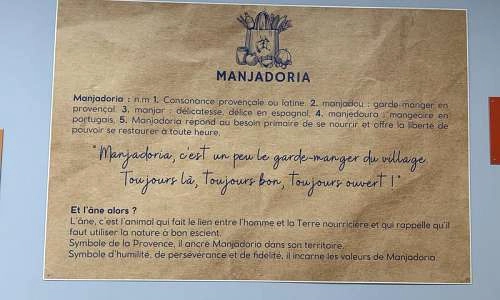 MANJADORIA
Manjadoria : n.m 1. Consonance provençale ou latine. 2. manjadou : garde-manger en
provençal. 3. manjar : délicatesse, délice en espagnol. 4. manjedoura : mangeoire en
portugais. 5. Manjadoria répond au besoin primaire de se nourrir et offre la liberté de
pouvoir se restaurer à toute heure.
"Manjadoria, c'est un peu le garde-manger du village.
Toujours là, toujours bon, toujours ouvert !"
Et l'âne alors ?
L'âne, c'est l'animal qui fait le lien entre l'homme et la Terre nourricière et qui rappelle qu'il
faut utiliser la nature à bon escient.
Symbole de la Provence, il ancre Manjadoria dans son territoire.
Symbole d'humilité, de persévérance et de fidélité, il incarne les valeurs de Manjadoria.